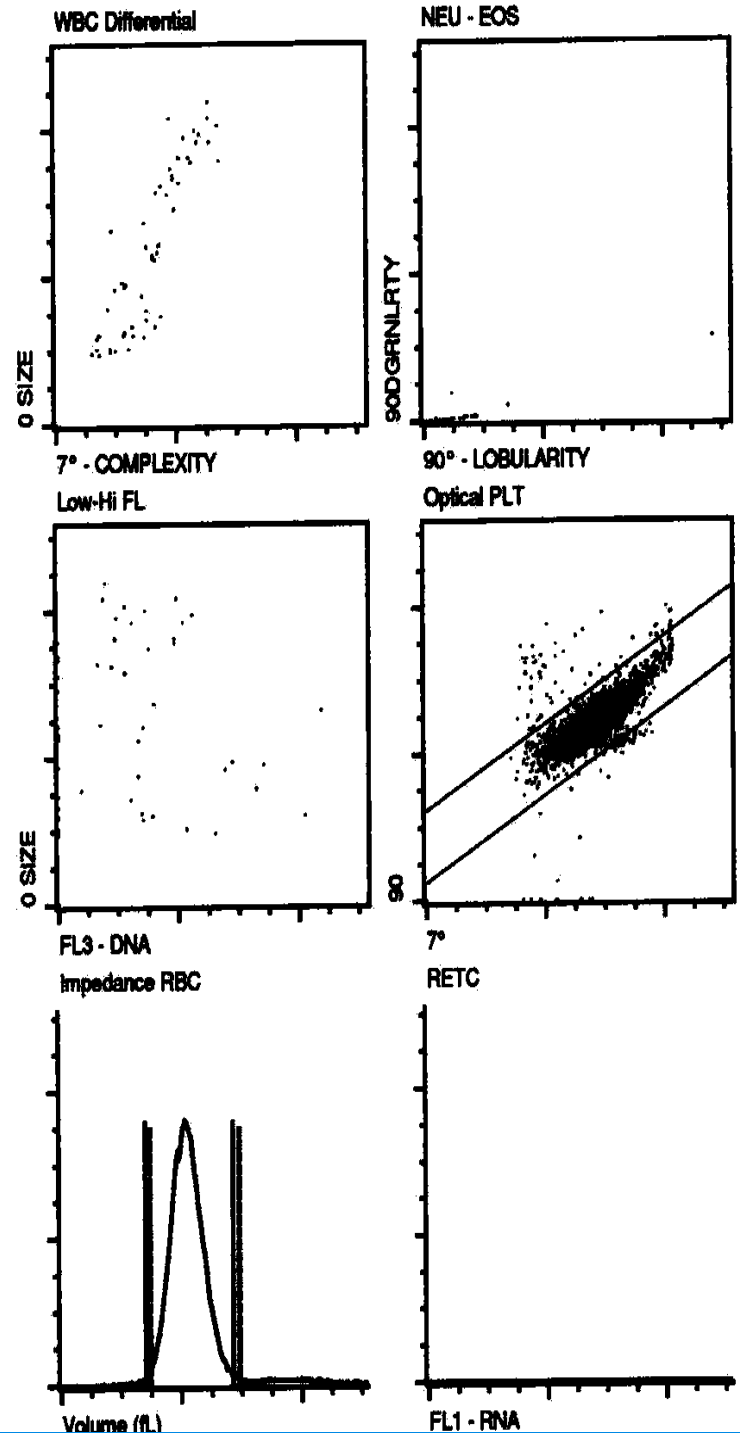 WBC Differential
NEU - EOS
0 SIZE
90DGRNLRTY
7° - COMPLEXITY
90° - LOBULARITY
Low-Hi FL
Optical PLT
0 SIZE
90
FL3 - DNA
7°
Impedance RBC
RETC
Volume (fL)
FL1 - RNA